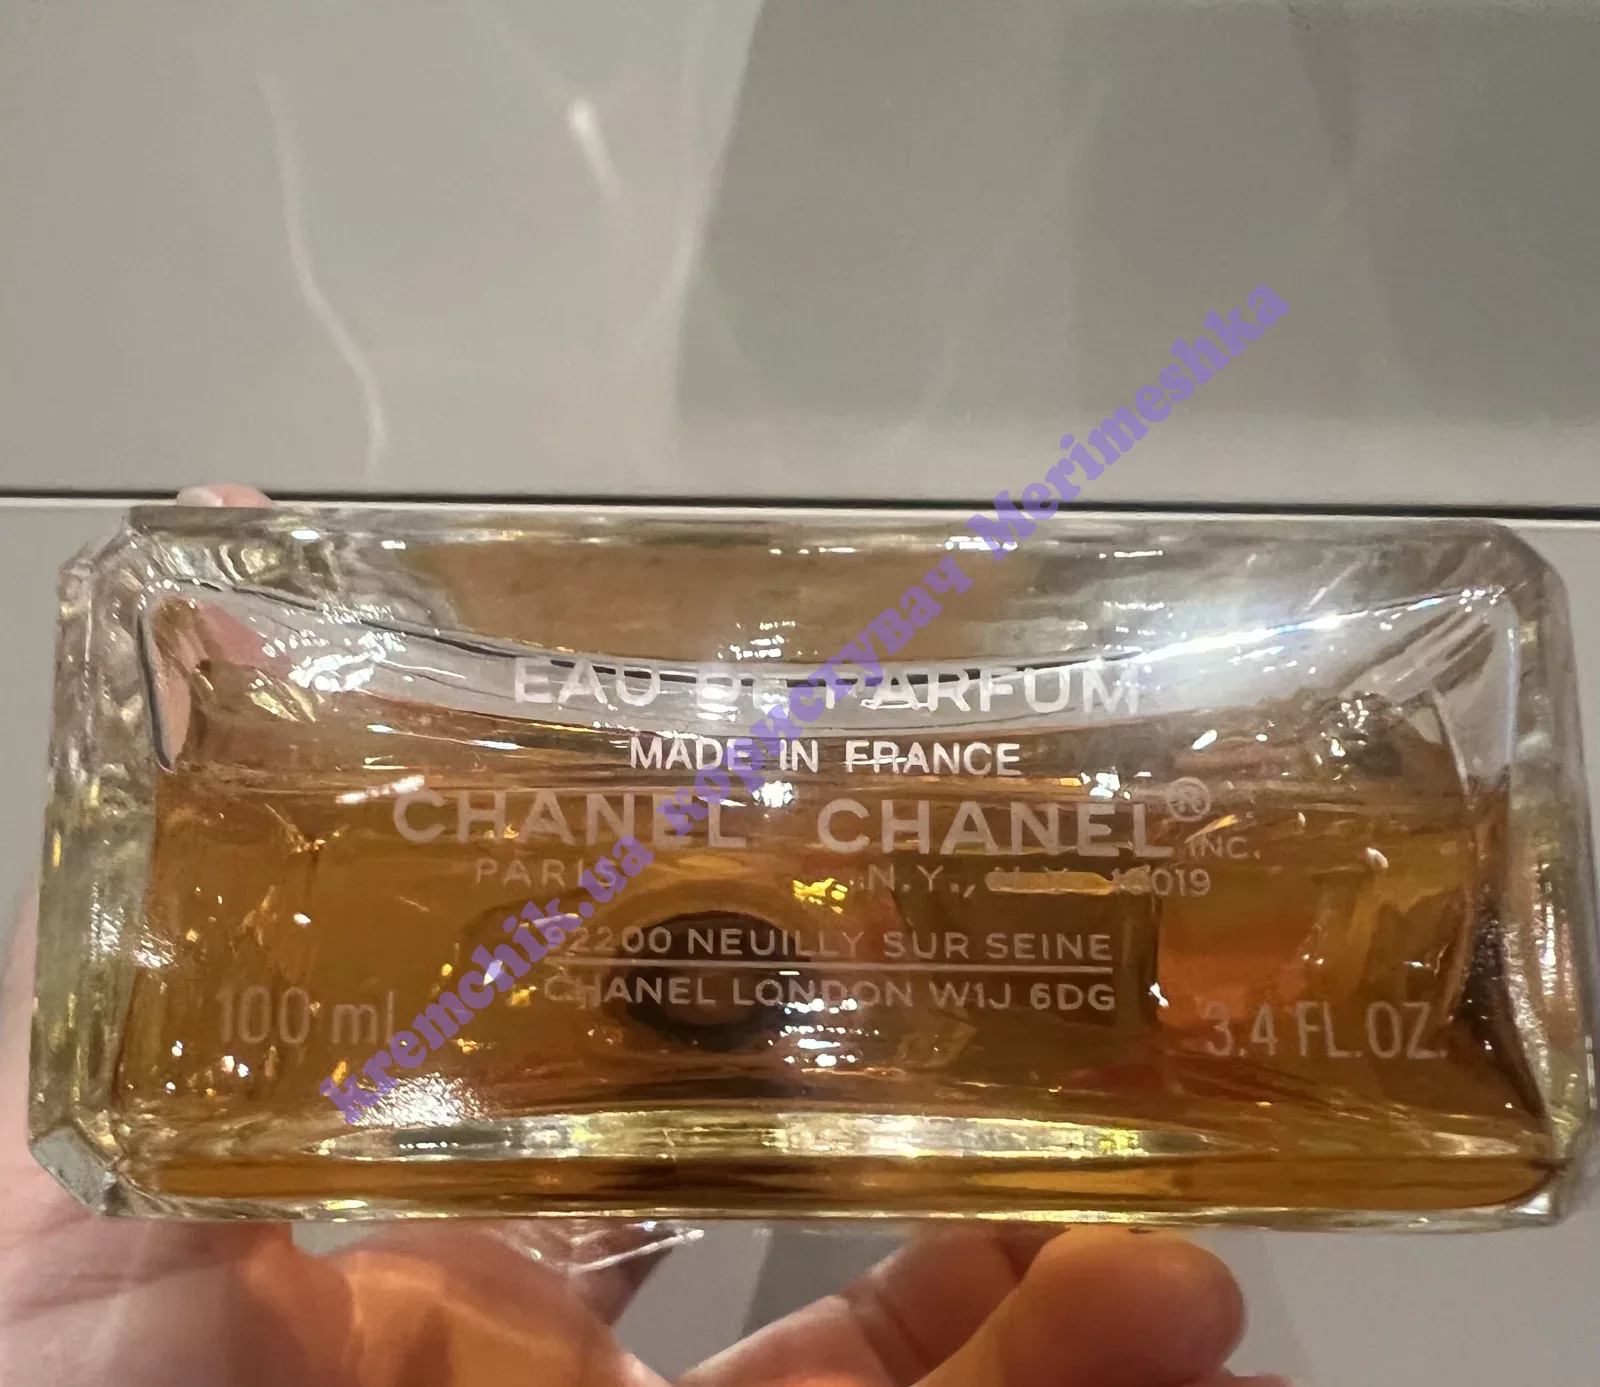 EAU DE PARFUM
MADE IN FRANCE
CHANEL CHANEL® INC.
PARIS N.Y., N.Y. 10019
92200 NEUILLY SUR SEINE
CHANEL LONDON W1J 6DG
100 ml 3.4 FL.OZ.
kremchik.ua користувач Merimeshka